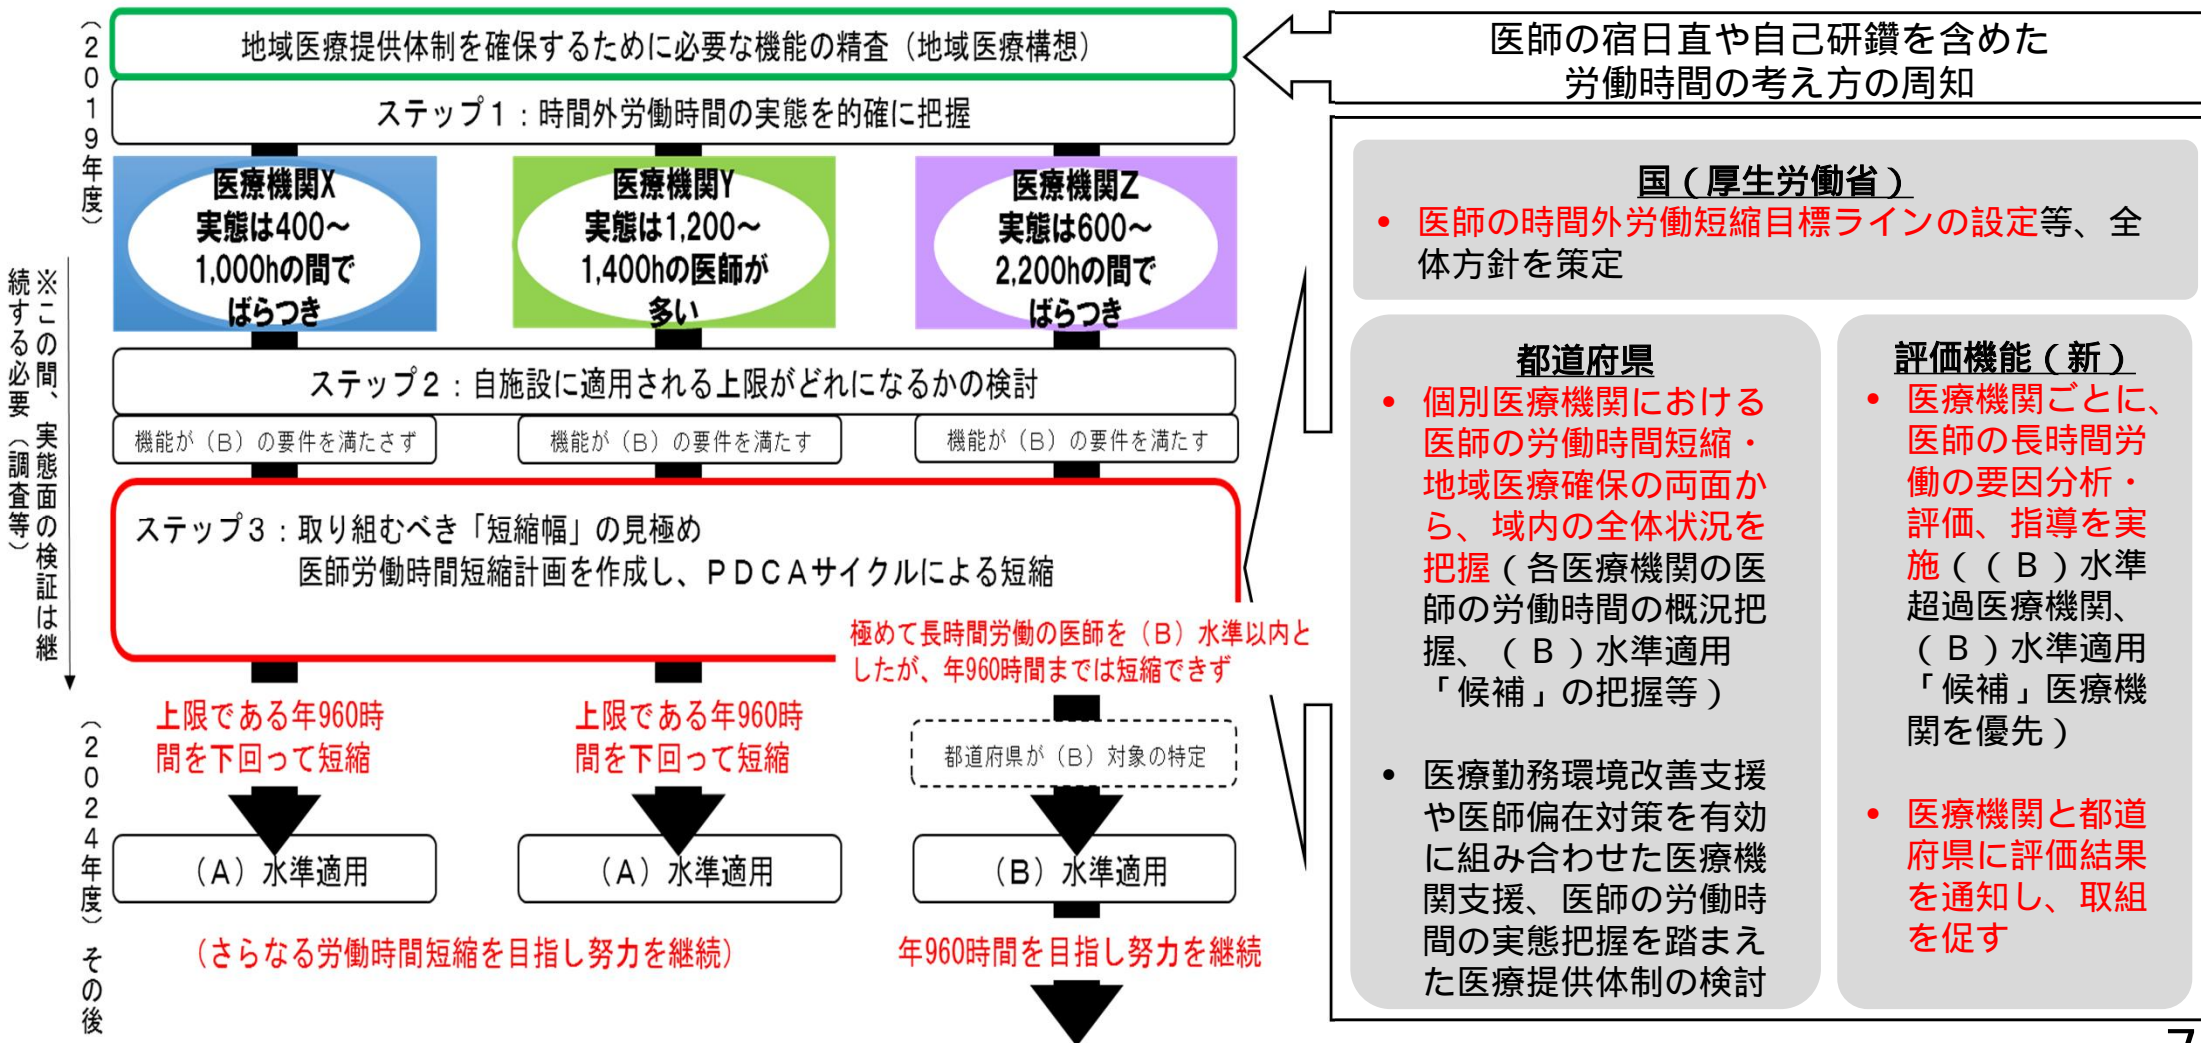 （2019年度）
※この間、実態面の検証は継
続する必要（調査等）
（2024年度）その後
地域医療提供体制を確保するために必要な機能の精査（地域医療構想）
ステップ１：時間外労働時間の実態を的確に把握
医療機関X
実態は400～
1,000hの間で
ばらつき
医療機関Y
実態は1,200～
1,400hの医師が
多い
医療機関Z
実態は600～
2,200hの間で
ばらつき
ステップ２：自施設に適用される上限がどれになるかの検討
機能が（B）の要件を満たさず
機能が（B）の要件を満たす
機能が（B）の要件を満たす
ステップ３：取り組むべき「短縮幅」の見極め
医師労働時間短縮計画を作成し、ＰＤＣＡサイクルによる短縮
極めて長時間労働の医師を（B）水準以内と
したが、年960時間までは短縮できず
上限である年960時
間を下回って短縮
上限である年960時
間を下回って短縮
都道府県が（B）対象の特定
（A）水準適用
（A）水準適用
（B）水準適用
（さらなる労働時間短縮を目指し努力を継続）
年960時間を目指し努力を継続
医師の宿日直や自己研鑽を含めた
労働時間の考え方の周知
国（厚生労働省）
• 医師の時間外労働短縮目標ラインの設定等、全
体方針を策定
都道府県
• 個別医療機関における
医師の労働時間短縮・
地域医療確保の両面か
ら、域内の全体状況を
把握（各医療機関の医
師の労働時間の概況把
握、（Ｂ）水準適用
「候補」の把握等）
• 医療勤務環境改善支援
や医師偏在対策を有効
に組み合わせた医療機
関支援、医師の労働時
間の実態把握を踏まえ
た医療提供体制の検討
評価機能（新）
• 医療機関ごとに、
医師の長時間労
働の要因分析・
評価、指導を実
施（（Ｂ）水準
超過医療機関、
（Ｂ）水準適用
「候補」医療機
関を優先）
• 医療機関と都道
府県に評価結果
を通知し、取組
を促す
7